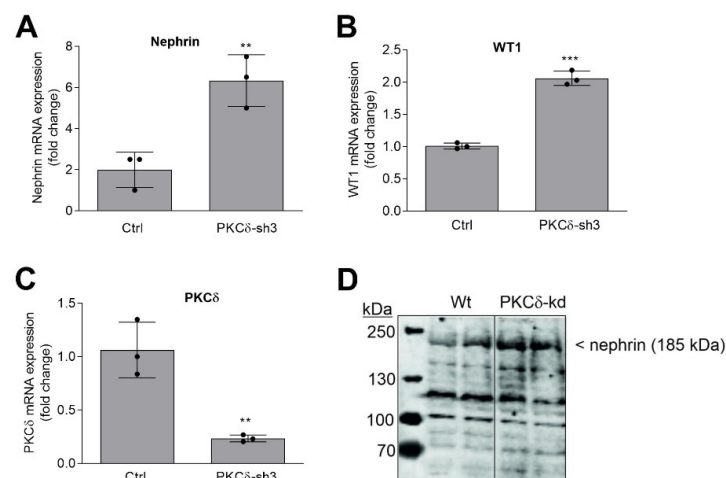 A
Nephrin
Nephrin mRNA expression
(fold change)
8
6
4
2
0
**
Ctrl
PKCδ-sh3
B
WT1
WT1 mRNA expression
(fold change)
2.5
2.0
1.5
1.0
0.5
0.0
***
Ctrl
PKCδ-sh3
C
PKCδ
PKCδ mRNA expression
(fold change)
1.5
1.0
0.5
0.0
**
Ctrl
PKCδ-sh3
D
kDa
Wt
PKCδ-kd
250
130
100
70
< nephrin (185 kDa)